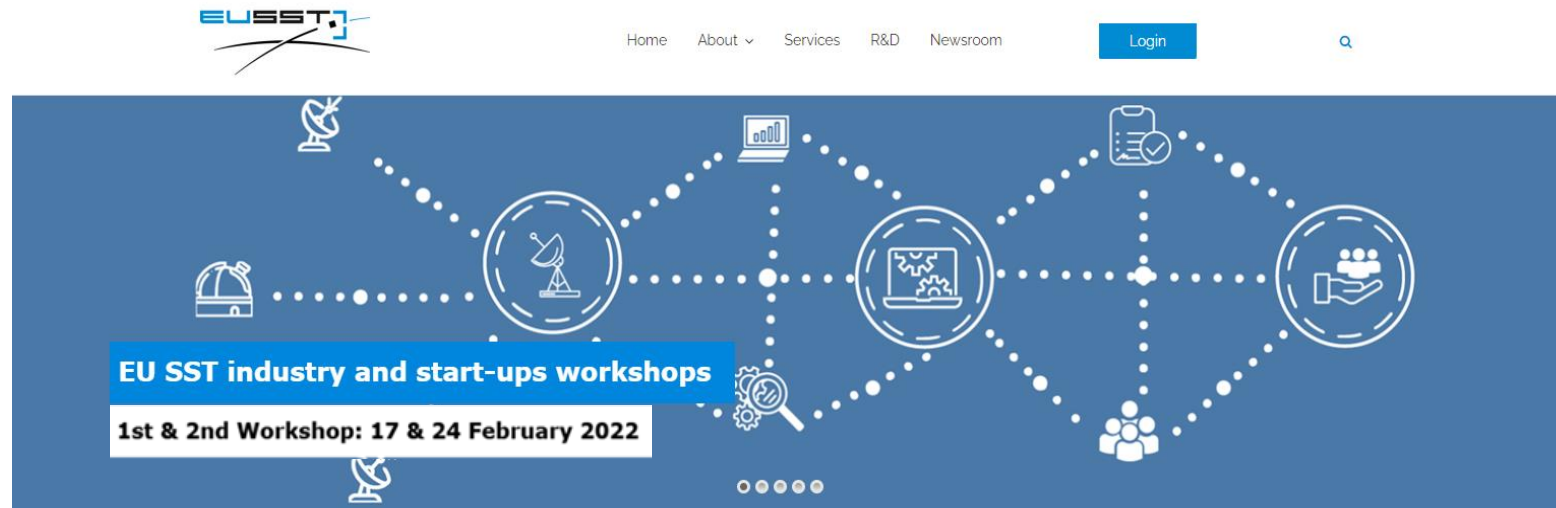 EUSST
Home About Services R&D Newsroom Login
EU SST industry and start-ups workshops
1st & 2nd Workshop: 17 & 24 February 2022